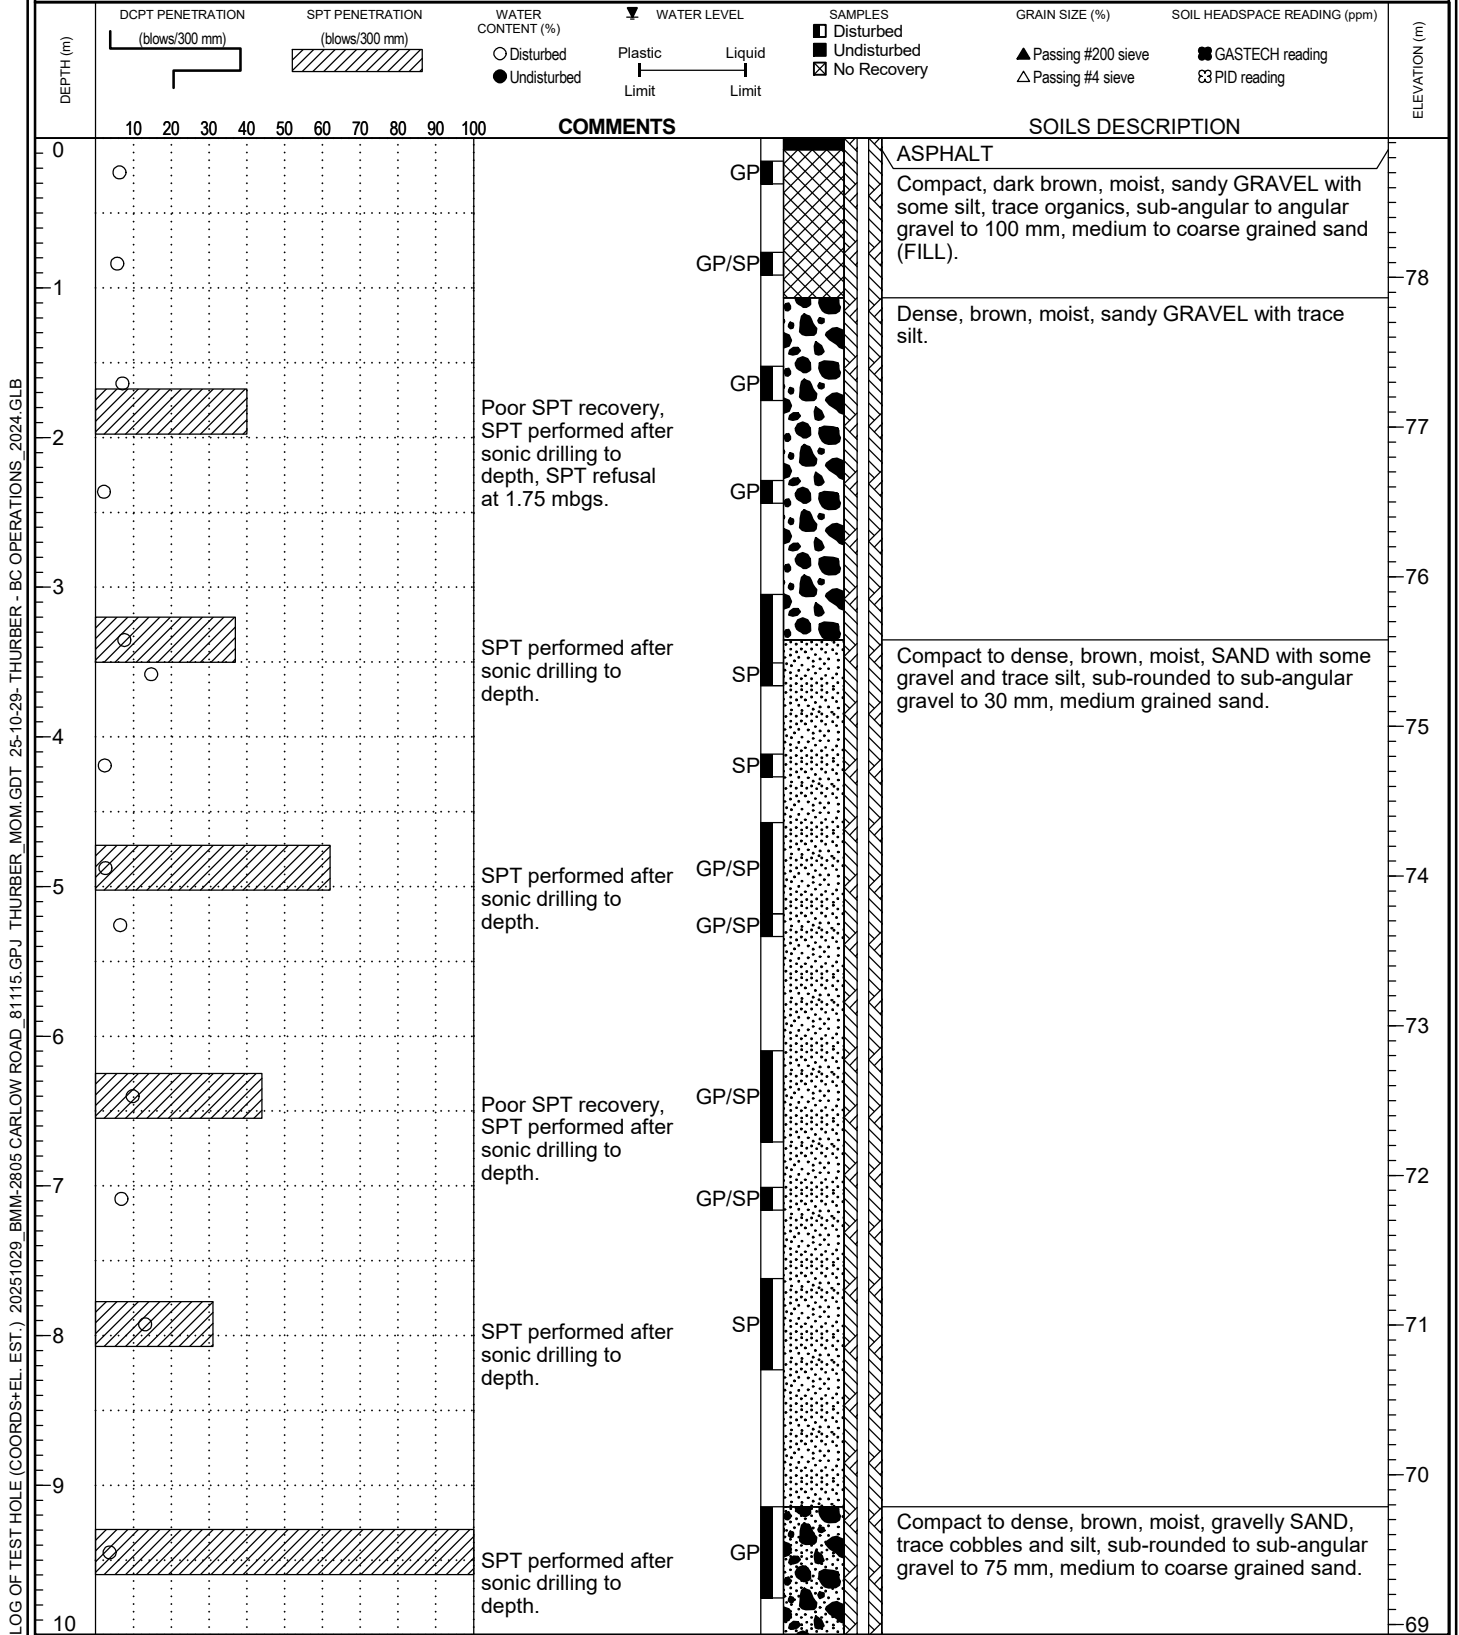 DCPT PENETRATION
(blows/300 mm)
SPT PENETRATION
(blows/300 mm)
WATER
CONTENT (%)
Disturbed
Undisturbed
WATER LEVEL
Plastic Liquid
Limit Limit
SAMPLES
Disturbed
Undisturbed
No Recovery
GRAIN SIZE (%)
Passing #200 sieve
Passing #4 sieve
SOIL HEADSPACE READING (ppm)
GASTECH reading
PID reading
DEPTH (m)
ELEVATION (m)
10 20 30 40 50 60 70 80 90 100
COMMENTS
SOILS DESCRIPTION
0
ASPHALT
GP
Compact, dark brown, moist, sandy GRAVEL with
some silt, trace organics, sub-angular to angular
gravel to 100 mm, medium to coarse grained sand
(FILL).
GP/SP
78
1
Dense, brown, moist, sandy GRAVEL with trace
silt.
GP
Poor SPT recovery,
SPT performed after
sonic drilling to
depth, SPT refusal
at 1.75 mbgs.
77
2
GP
76
3
SPT performed after
sonic drilling to
depth.
SP
Compact to dense, brown, moist, SAND with some
gravel and trace silt, sub-rounded to sub-angular
gravel to 30 mm, medium grained sand.
75
4
SP
GP/SP
SPT performed after
sonic drilling to
depth.
74
5
GP/SP
73
6
GP/SP
Poor SPT recovery,
SPT performed after
sonic drilling to
depth.
72
7
GP/SP
SP
71
8
SPT performed after
sonic drilling to
depth.
70
9
Compact to dense, brown, moist, gravelly SAND,
trace cobbles and silt, sub-rounded to sub-angular
gravel to 75 mm, medium to coarse grained sand.
GP
SPT performed after
sonic drilling to
depth.
10
69
LOG OF TEST HOLE (COORDS+EL. EST.) 20251029_BMM-2805 CARLOW ROAD_81115.GPJ THURBER_MOM.GDT 25-10-29- THURBER - BC OPERATIONS_2024.GLB